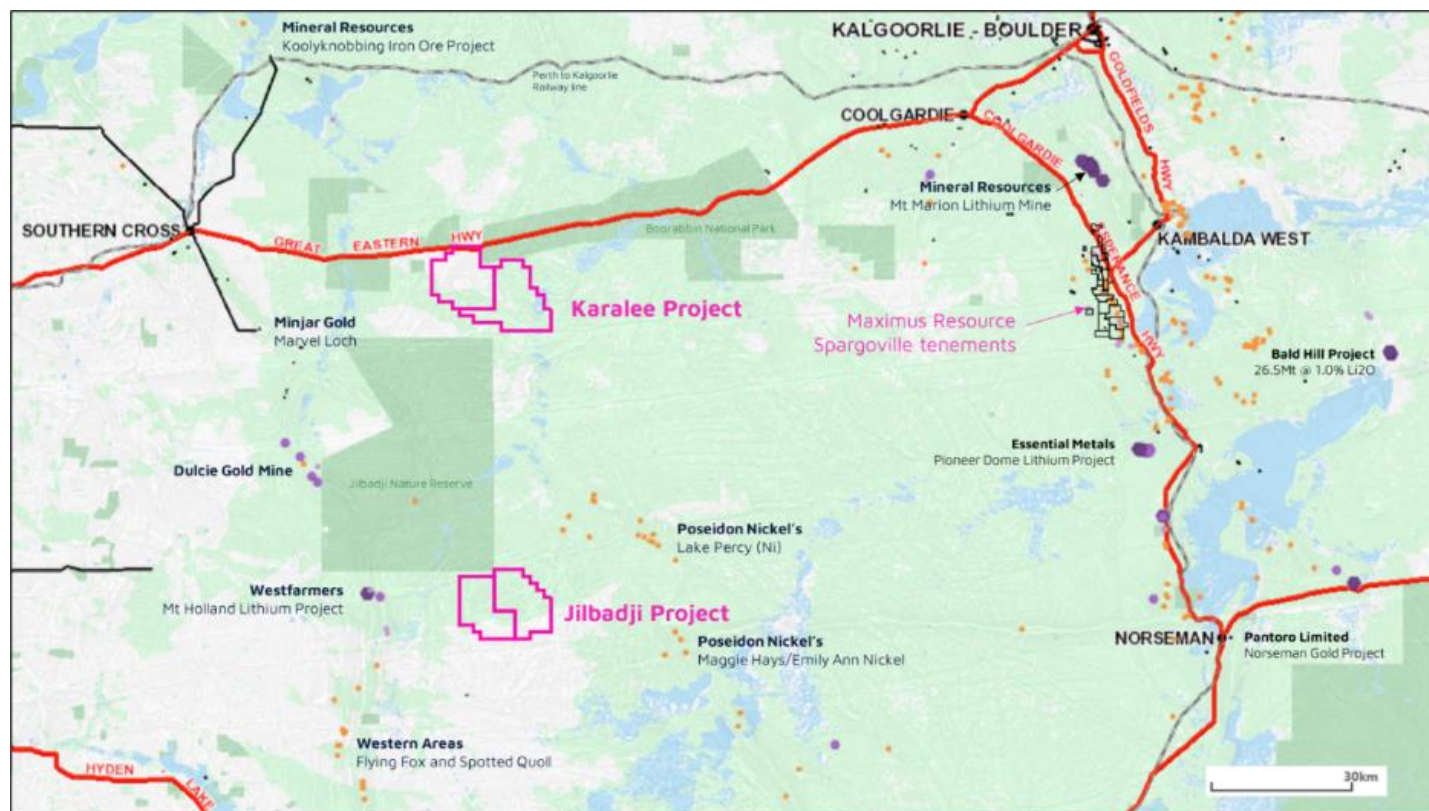 Mineral Resources
Koolyknobbing Iron Ore Project
KALGOORLIE - BOULDER
Perth to Kalgoorlie
Railway line
GOLDFIELDS
HWY
COOLGARDIE
COOLGARDIE
Mineral Resources
Mt Marion Lithium Mine
SOUTHERN CROSS
GREAT EASTERN HWY
Boorabbin National Park
KAMBALDA WEST
ESPERANCE
HWY
Karalee Project
Minjar Gold
Marvel Loch
Maximus Resource
Spargoville tenements
Bald Hill Project
26.5Mt @ 1.0% Li2O
Essential Metals
Pioneer Dome Lithium Project
Dulcie Gold Mine
Jilbadji Nature Reserve
Poseidon Nickel's
Lake Percy (Ni)
Westfarmers
Mt Holland Lithium Project
Jilbadji Project
Poseidon Nickel's
Maggie Hays/Emily Ann Nickel
NORSEMAN
Pantoro Limited
Norseman Gold Project
Western Areas
Flying Fox and Spotted Quoll
HYDEN
LAKE
30km